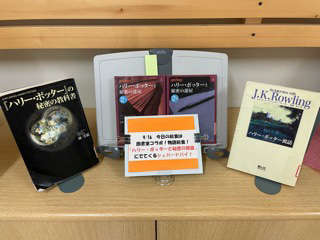 「ハリー・ポッター」の
秘密の教科書
ハリー・ポッターと
秘密の部屋
ハリー・ポッターと
秘密の部屋
J.K.Rowling
ハリー・ポッター裏話
9/16 今日の給食は
図書室コラボ!物語給食!
「ハリー・ポッターと秘密の部屋」
にでてくるシュガードパイ!